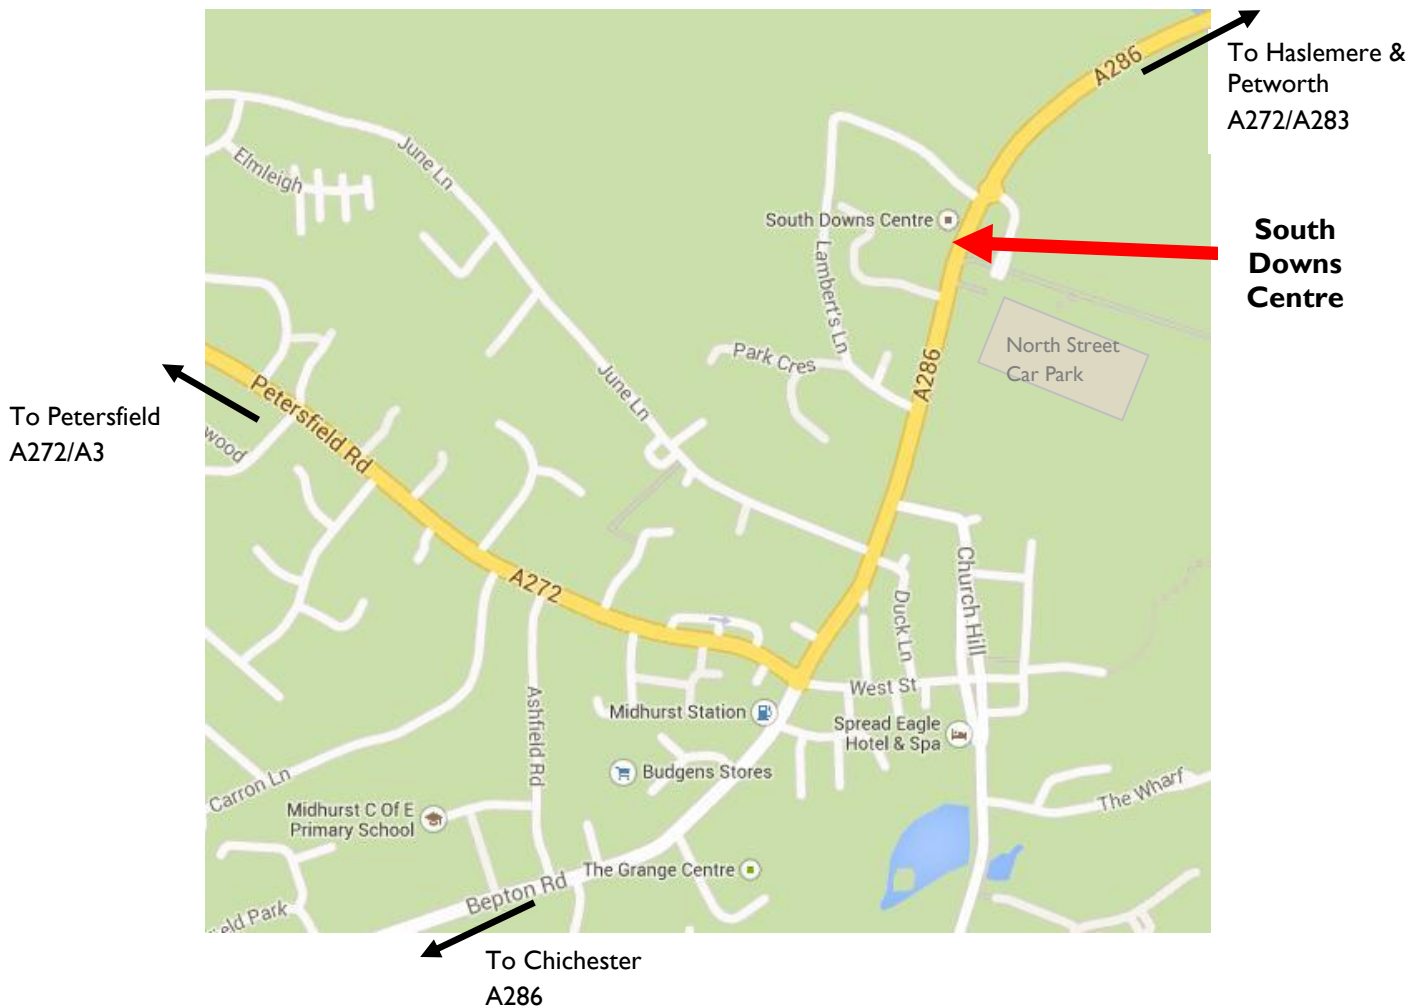 A286
To Haslemere &
Petworth
A272/A283
June Ln
Elmleigh
South Downs Centre
South
Downs
Centre
Lambert's Ln
North Street
Car Park
Park Cres
A286
June Ln
Petersfield Rd
To Petersfield
A272/A3
wood
A272
Church Hill
Duck Ln
West St
Ashfield Rd
Midhurst Station
Spread Eagle
Hotel & Spa
Budgens Stores
Carron Ln
The Wharf
Midhurst C Of E
Primary School
The Grange Centre
Bepton Rd
eld Park
To Chichester
A286